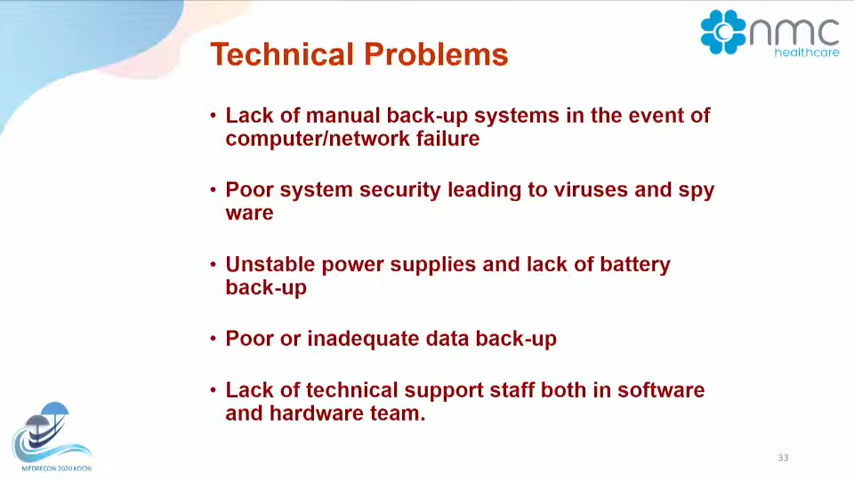 nmc
healthcare
Technical Problems
• Lack of manual back-up systems in the event of
computer/network failure
• Poor system security leading to viruses and spy
ware
• Unstable power supplies and lack of battery
back-up
• Poor or inadequate data back-up
• Lack of technical support staff both in software
and hardware team.
MEDRECON 2020 KOCHI
33